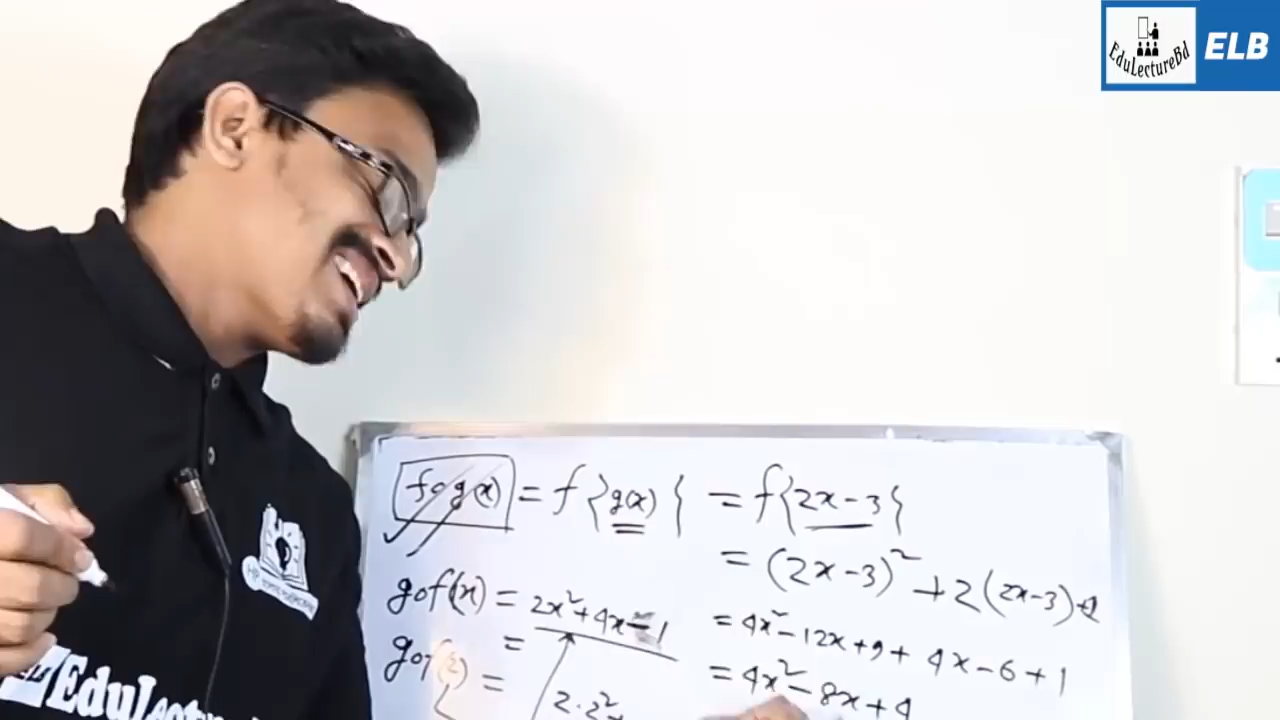 EduLectureBd ELB
fog(x) = f{g(x)} = f{2x-3}
= (2x-3)² + 2(2x-3)+1
gof(x) = 2x²+4x-1
= 4x²-12x+9+ 4x-6+1
gof(2) =
= 4x²-8x+4
2·2²+
EduLectu